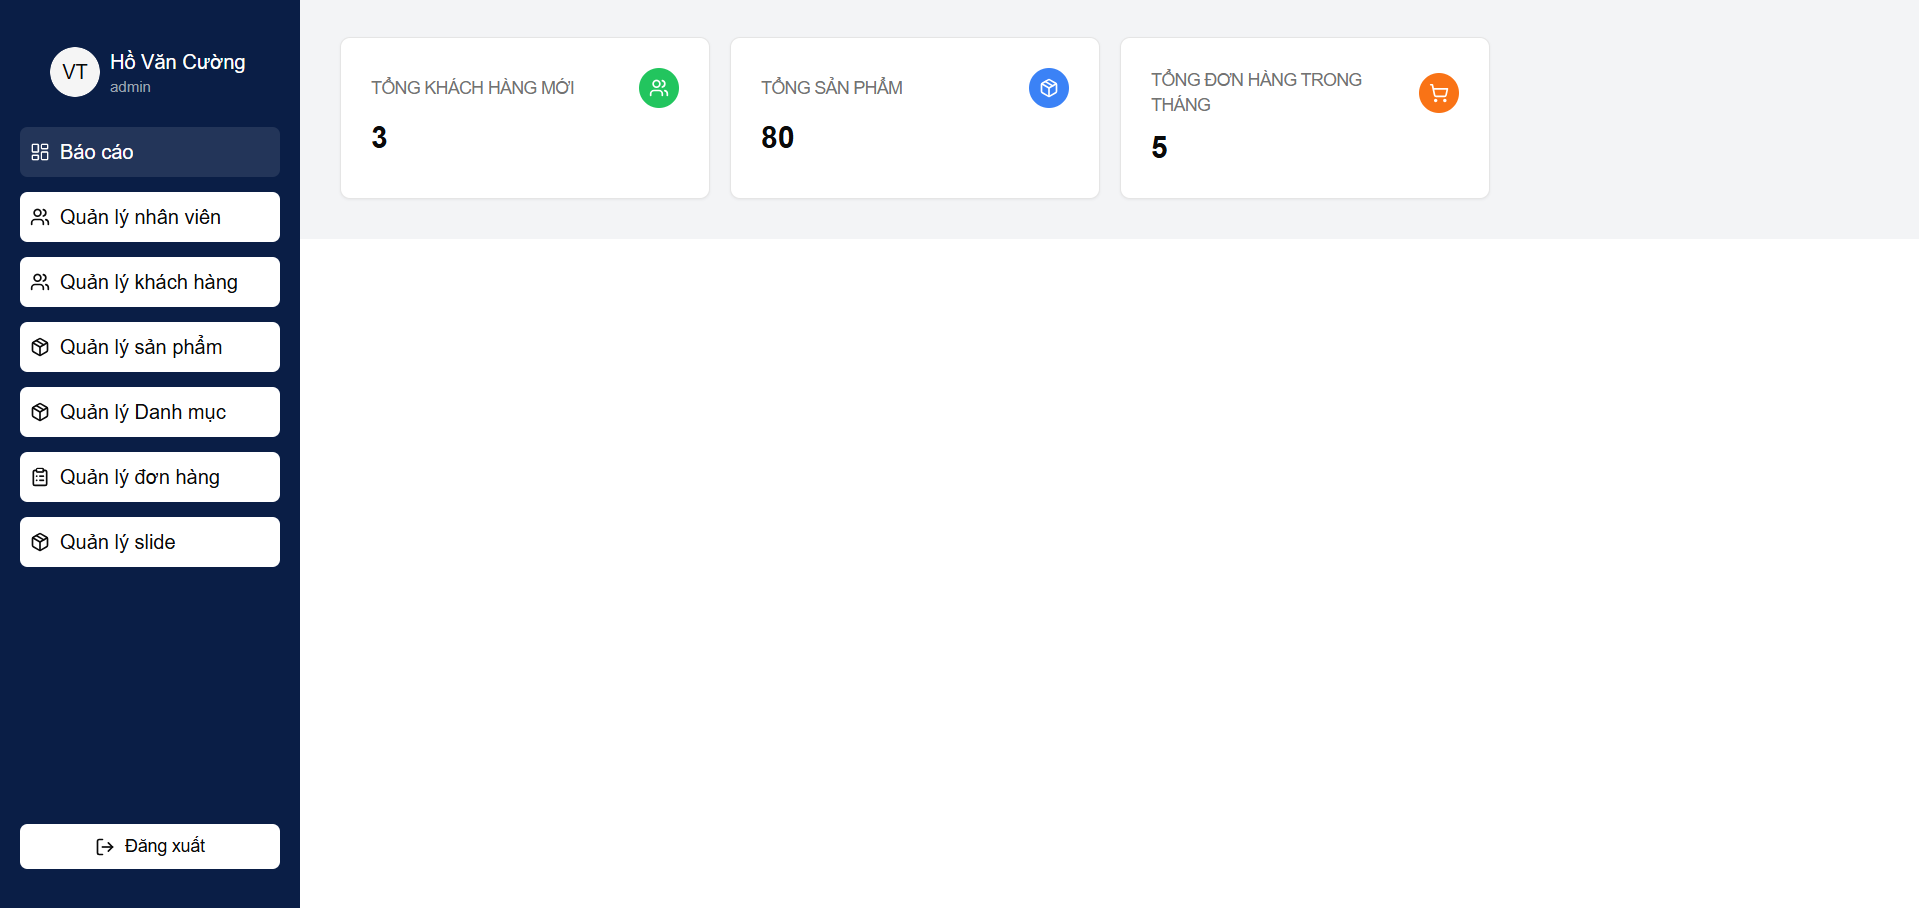 VT
Hồ Văn Cường
admin
Báo cáo
Quản lý nhân viên
Quản lý khách hàng
Quản lý sản phẩm
Quản lý Danh mục
Quản lý đơn hàng
Quản lý slide
Đăng xuất
TỔNG KHÁCH HÀNG MỚI
3
TỔNG SẢN PHẨM
80
TỔNG ĐƠN HÀNG TRONG
THÁNG
5